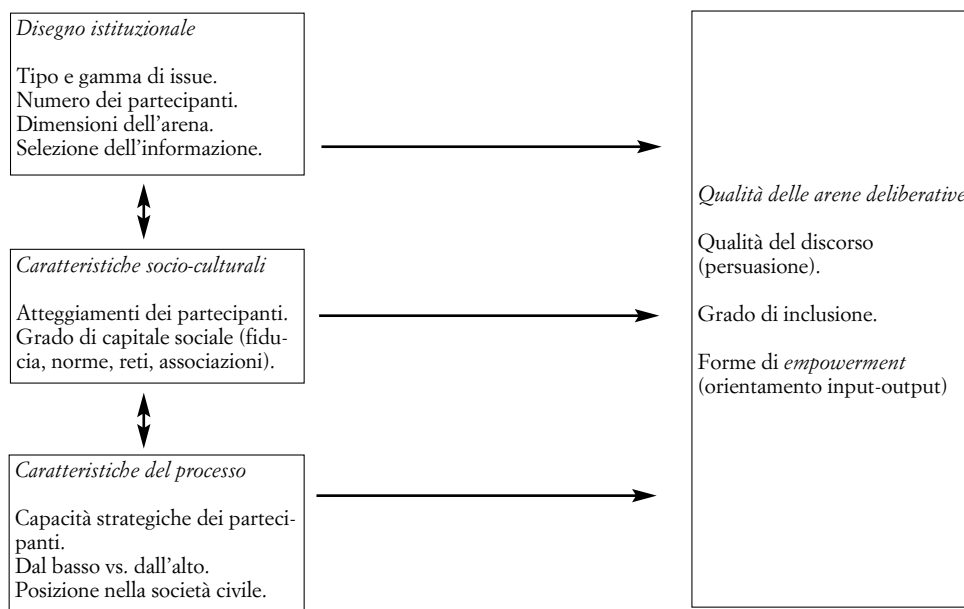 Disegno istituzionale
Tipo e gamma di issue.
Numero dei partecipanti.
Dimensioni dell'arena.
Selezione dell'informazione.
Caratteristiche socio-culturali
Atteggiamenti dei partecipanti.
Grado di capitale sociale (fidu-
cia, norme, reti, associazioni).
Caratteristiche del processo
Capacità strategiche dei parteci-
panti.
Dal basso vs. dall'alto.
Posizione nella società civile.
Qualità delle arene deliberative
Qualità del discorso
(persuasione).
Grado di inclusione.
Forme di empowerment
(orientamento input-output)